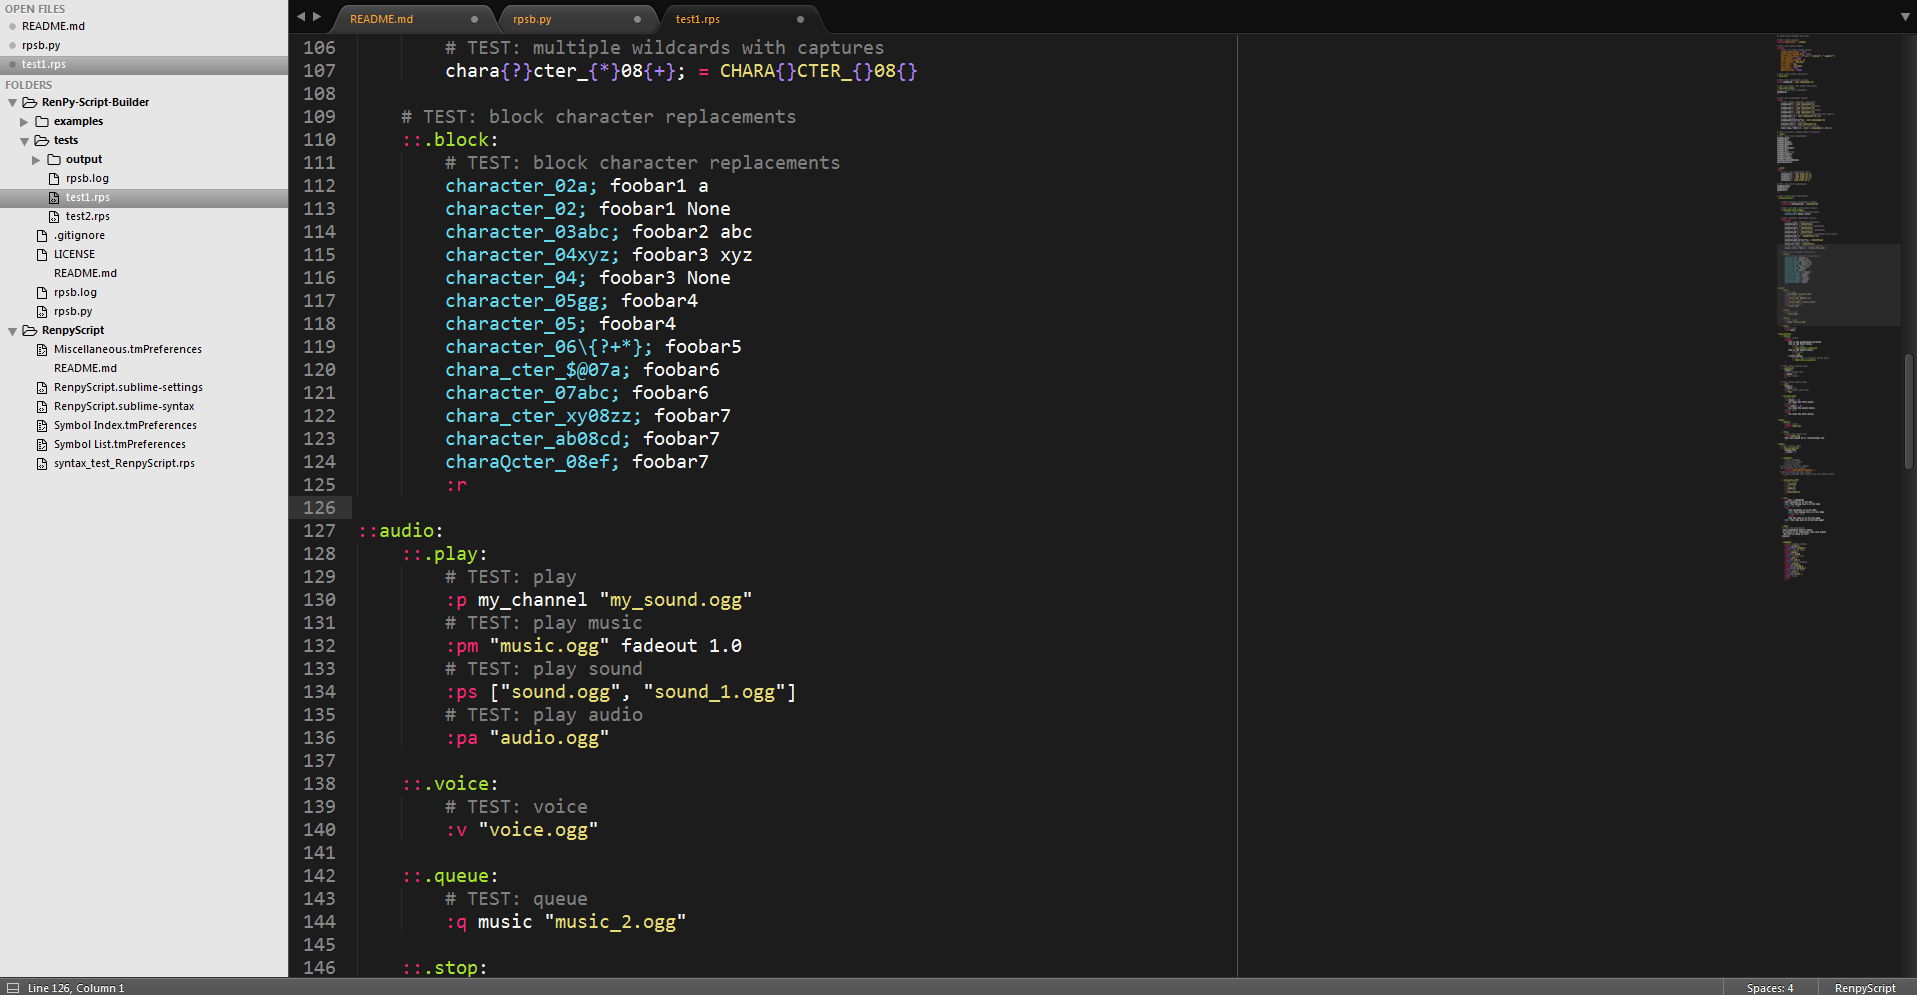 OPEN FILES
README.md
rpsb.py
test1.rps
FOLDERS
RenPy-Script-Builder
examples
tests
output
rpsb.log
test1.rps
test2.rps
.gitignore
LICENSE
README.md
rpsb.log
rpsb.py
RenpyScript
Miscellaneous.tmPreferences
README.md
RenpyScript.sublime-settings
RenpyScript.sublime-syntax
Symbol Index.tmPreferences
Symbol List.tmPreferences
syntax_test_RenpyScript.rps
README.md rpsb.py test1.rps
106 # TEST: multiple wildcards with captures
107 chara{?}cter_{*}08{+}; = CHARA{}CTER_{}08{}
108
109 # TEST: block character replacements
110 ::.block:
111 # TEST: block character replacements
112 character_02a; foobar1 a
113 character_02; foobar1 None
114 character_03abc; foobar2 abc
115 character_04xyz; foobar3 xyz
116 character_04; foobar3 None
117 character_05gg; foobar4
118 character_05; foobar4
119 character_06\{?+*}; foobar5
120 chara_cter_$@07a; foobar6
121 character_07abc; foobar6
122 chara_cter_xy08zz; foobar7
123 character_ab08cd; foobar7
124 charaQcter_08ef; foobar7
125 :r
126
127 ::audio:
128 ::.play:
129 # TEST: play
130 :p my_channel "my_sound.ogg"
131 # TEST: play music
132 :pm "music.ogg" fadeout 1.0
133 # TEST: play sound
134 :ps ["sound.ogg", "sound_1.ogg"]
135 # TEST: play audio
136 :pa "audio.ogg"
137
138 ::.voice:
139 # TEST: voice
140 :v "voice.ogg"
141
142 ::.queue:
143 # TEST: queue
144 :q music "music_2.ogg"
145
146 ::.stop:
Line 126, Column 1
Spaces: 4
RenpyScript